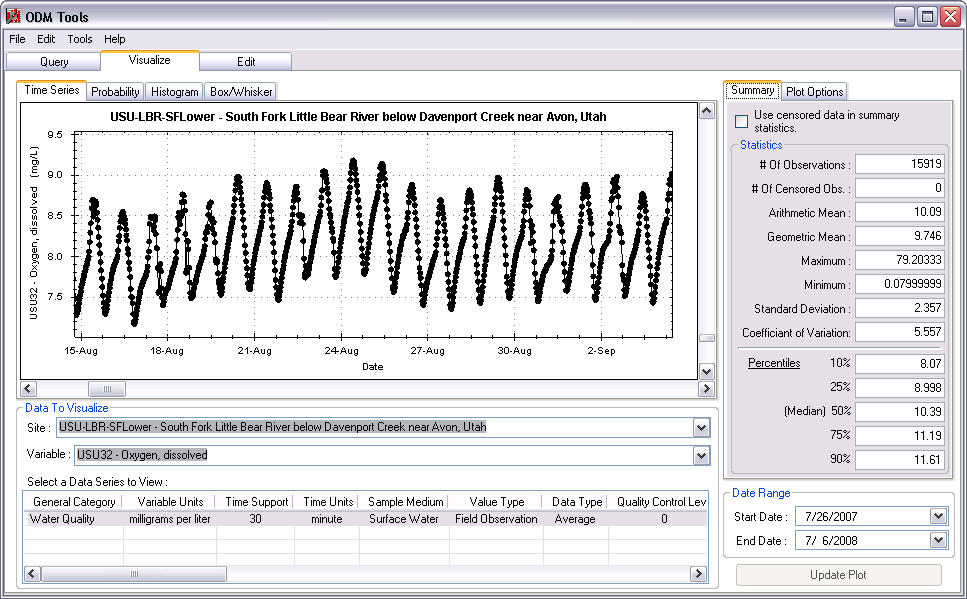 ODM Tools
File Edit Tools Help
Query Visualize Edit
Time Series Probability Histogram Box/Whisker
USU-LBR-SFLower - South Fork Little Bear River below Davenport Creek near Avon, Utah
USU32 - Oxygen, dissolved (mg/L)
9.5
9.0
8.5
8.0
7.5
15-Aug 18-Aug 21-Aug 24-Aug 27-Aug 30-Aug 2-Sep
Date
Data To Visualize
Site : USU-LBR-SFLower - South Fork Little Bear River below Davenport Creek near Avon, Utah
Variable : USU32 - Oxygen, dissolved
Select a Data Series to View :
General Category Variable Units Time Support Time Units Sample Medium Value Type Data Type Quality Control Lev
Water Quality milligrams per liter 30 minute Surface Water Field Observation Average 0
Summary Plot Options
Use censored data in summary
statistics.
Statistics
# Of Observations : 15919
# Of Censored Obs. : 0
Arithmetic Mean : 10.09
Geometric Mean : 9.746
Maximum : 79.20333
Minimum : 0.07999999
Standard Deviation : 2.357
Coefficiant of Variation: 5.557
Percentiles 10% 8.07
25% 8.998
(Median) 50% 10.39
75% 11.19
90% 11.61
Date Range
Start Date : 7/26/2007
End Date : 7/ 6/2008
Update Plot